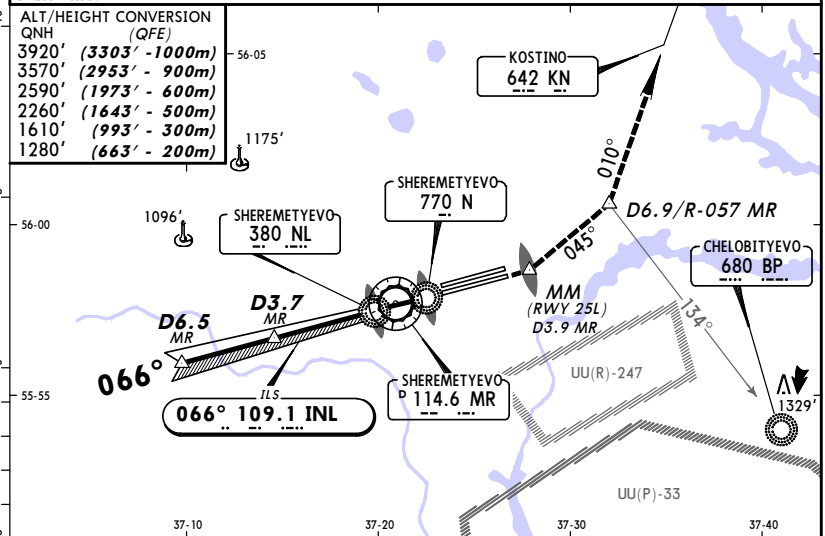 ALT/HEIGHT CONVERSION
QNH (QFE)
3920' (3303' -1000m)
3570' (2953' - 900m)
2590' (1973' - 600m)
2260' (1643' - 500m)
1610' (993' - 300m)
1280' (663' - 200m)
56-05
KOSTINO
642 KN
1175'
010°
SHEREMETYEVO
770 N
56-00
1096'
SHEREMETYEVO
380 NL
D6.9/R-057 MR
045°
CHELOBITYEVO
680 BP
MM
(RWY 25L)
D3.9 MR
D3.7
MR
D6.5
MR
134°
066°
UU(R)-247
SHEREMETYEVO
D 114.6 MR
ILS
066° 109.1 INL
55-55
1329'
UU(P)-33
37-10
37-20
37-30
37-40